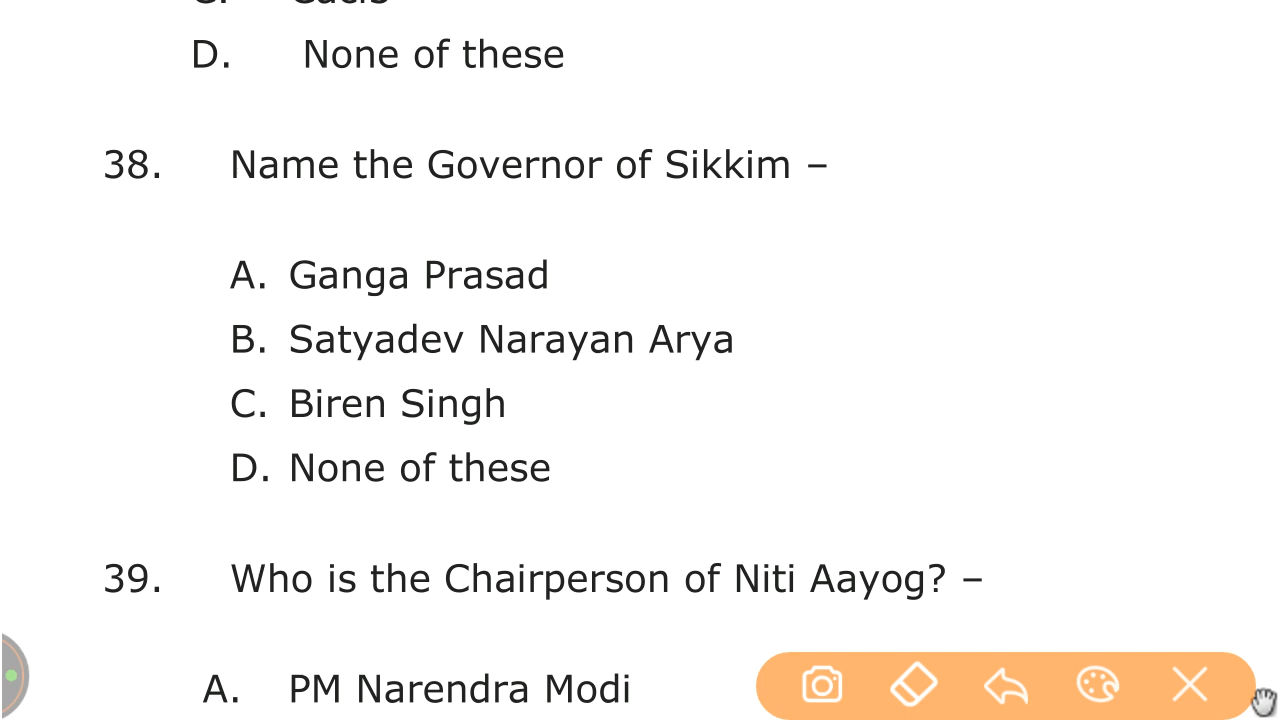 D. None of these
38. Name the Governor of Sikkim –
A. Ganga Prasad
B. Satyadev Narayan Arya
C. Biren Singh
D. None of these
39. Who is the Chairperson of Niti Aayog? –
A. PM Narendra Modi